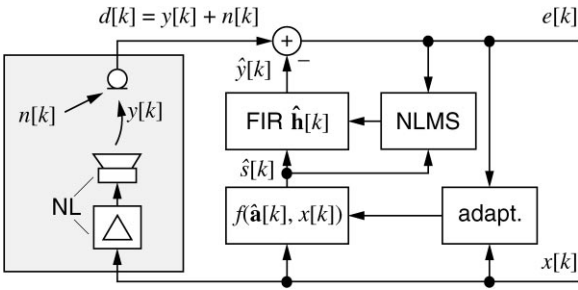 d[k] = y[k] + n[k]
e[k]
+
ŷ[k]
−
n[k]
y[k]
FIR ĥ[k]
NLMS
ŝ[k]
NL
f(â[k], x[k])
adapt.
x[k]